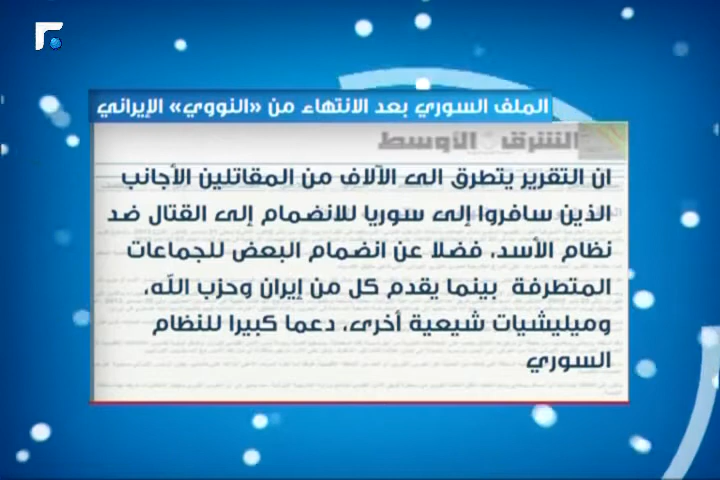 الملف السوري بعد الانتهاء من «النووي» الإيراني
الشرق الأوسط
ان التقرير يتطرق الى الآلاف من المقاتلين الأجانب
الذين سافروا إلى سوريا للانضمام إلى القتال ضد
نظام الأسد، فضلا عن انضمام البعض للجماعات
المتطرفة بينما يقدم كل من إيران وحزب الله،
وميليشيات شيعية أخرى، دعما كبيرا للنظام
السوري